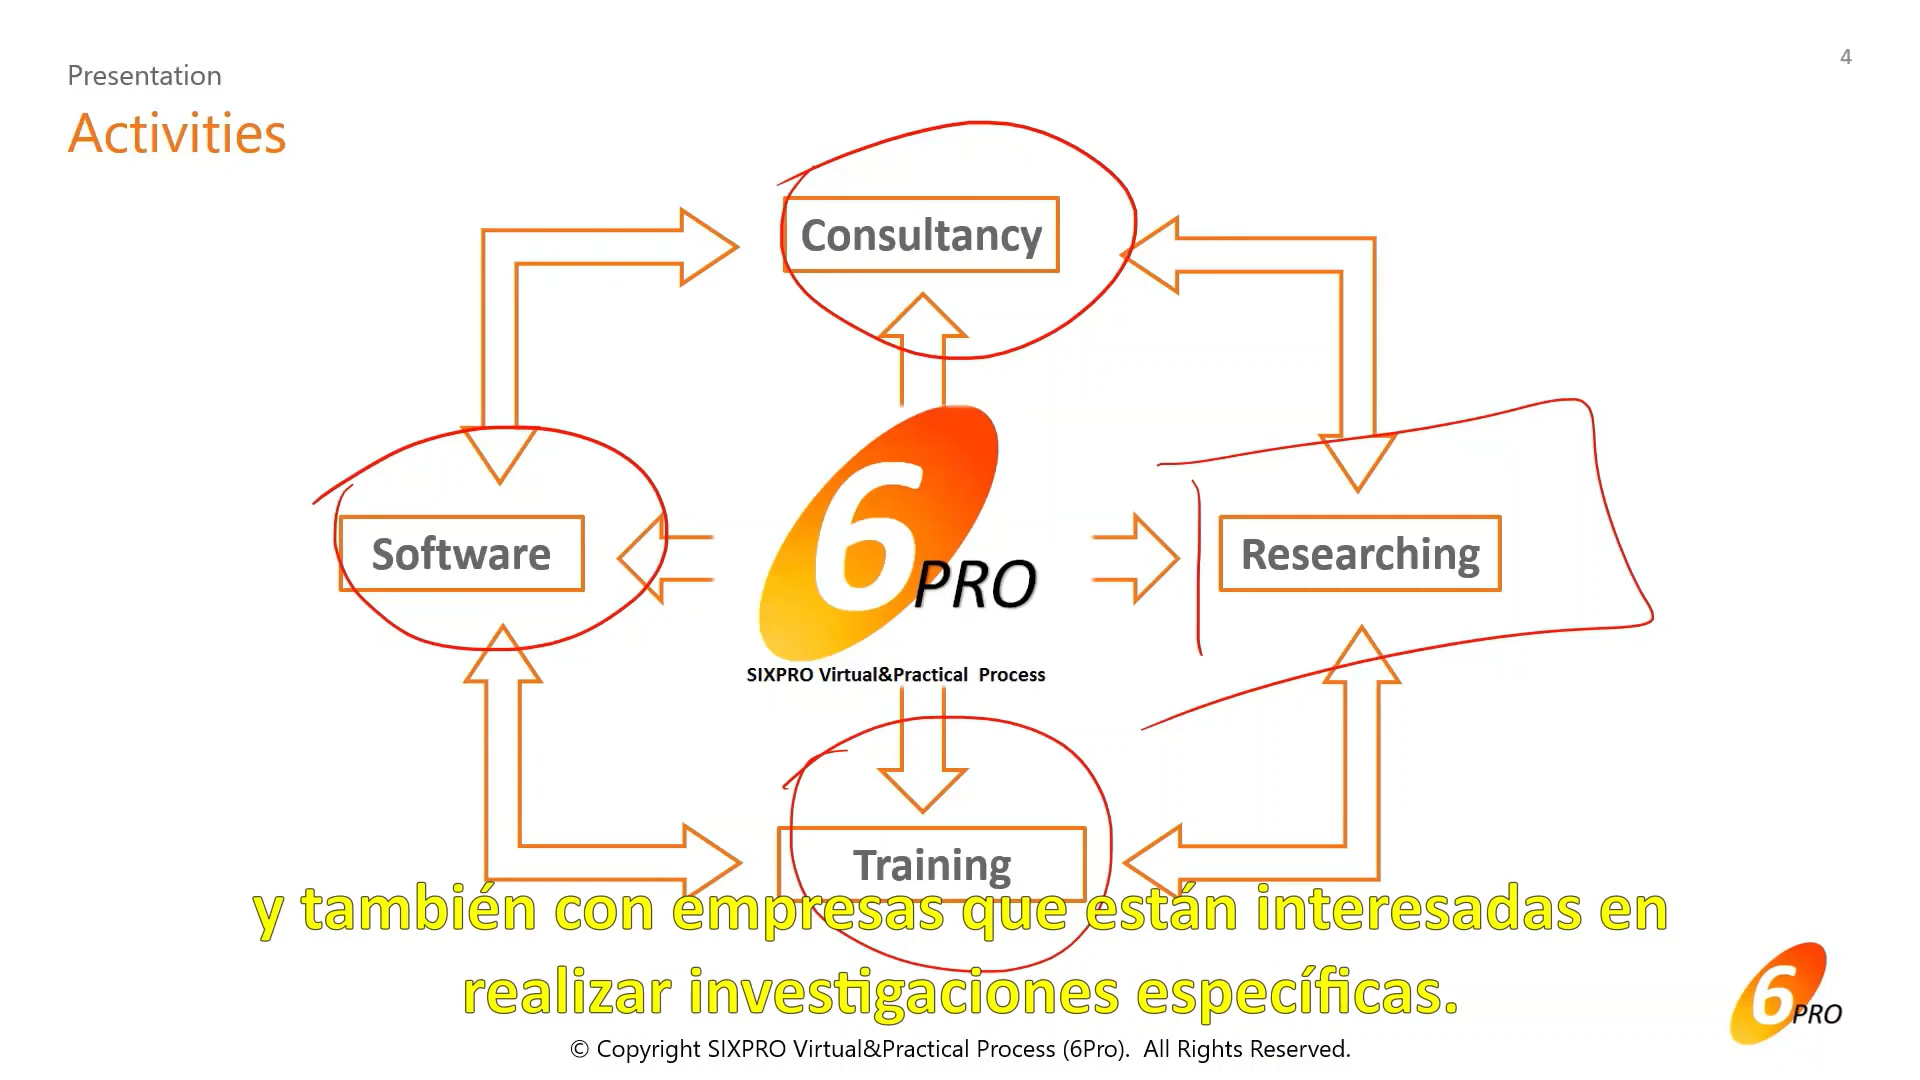 4
Presentation
Activities
Consultancy
Software
6PRO
Researching
SIXPRO Virtual&Practical Process
Training
y también con empresas que están interesadas en
realizar investigaciones específicas.
6PRO
© Copyright SIXPRO Virtual&Practical Process (6Pro). All Rights Reserved.